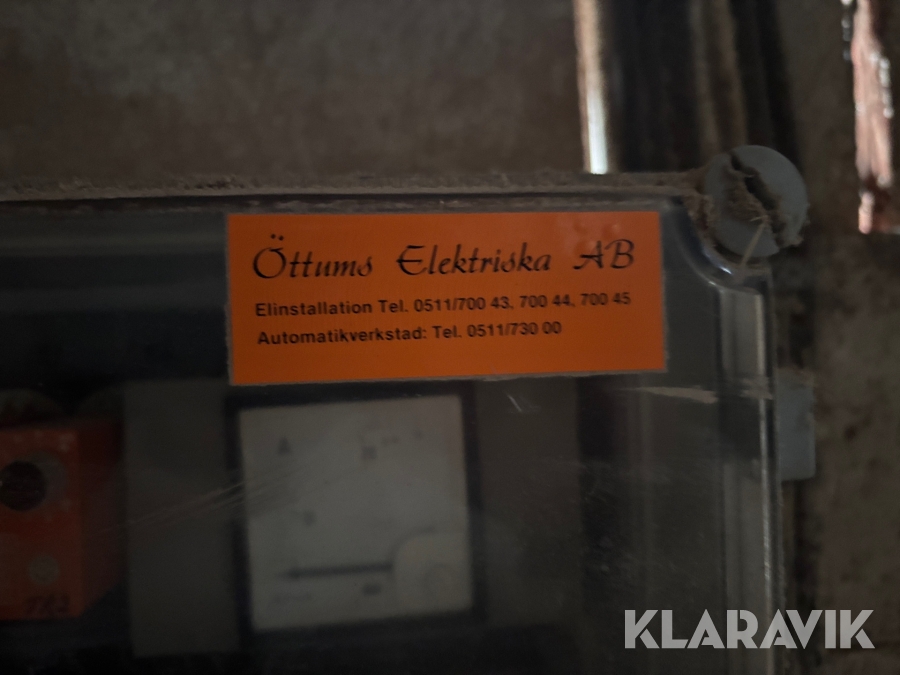 Öttums Elektriska AB
Elinstallation Tel. 0511/700 43, 700 44, 700 45
Automatikverkstad: Tel. 0511/730 00
A
KLARAVIK